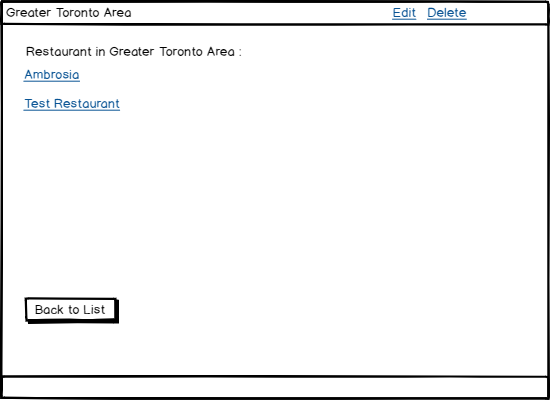 Greater Toronto Area Edit Delete
Restaurant in Greater Toronto Area :
Ambrosia
Test Restaurant
Back to List